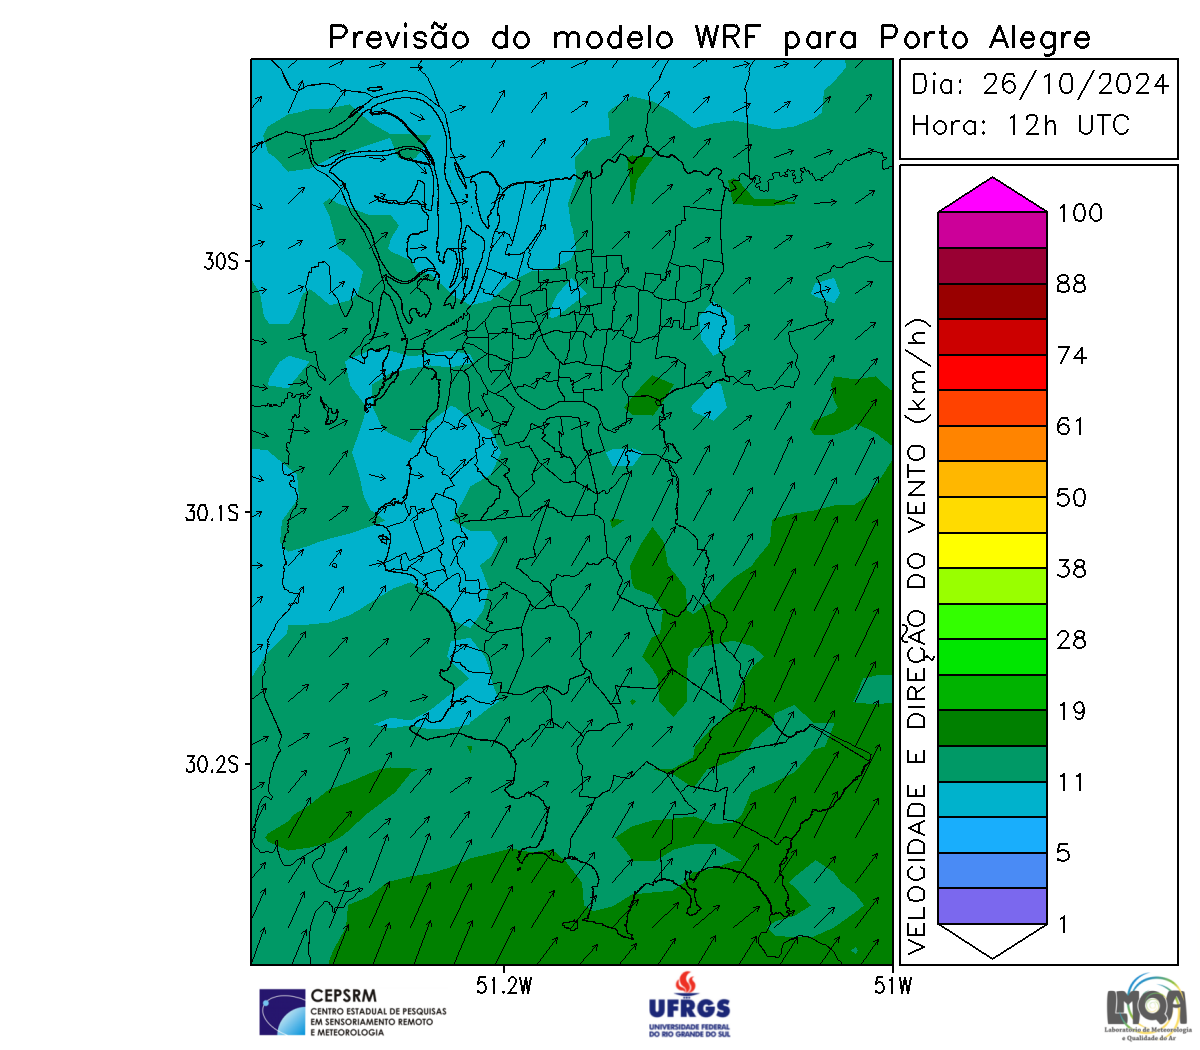 Previsão do modelo WRF para Porto Alegre
Dia: 26/10/2024
Hora: 12h UTC
30S
30.1S
30.2S
51.2W
51W
VELOCIDADE E DIREÇÃO DO VENTO (km/h)
100
88
74
61
50
38
28
19
11
5
1
CEPSRM
CENTRO ESTADUAL DE PESQUISAS
EM SENSORIAMENTO REMOTO
E METEOROLOGIA
UFRGS
UNIVERSIDADE FEDERAL
DO RIO GRANDE DO SUL
LMQA
Laboratório de Meteorologia
e Qualidade do Ar